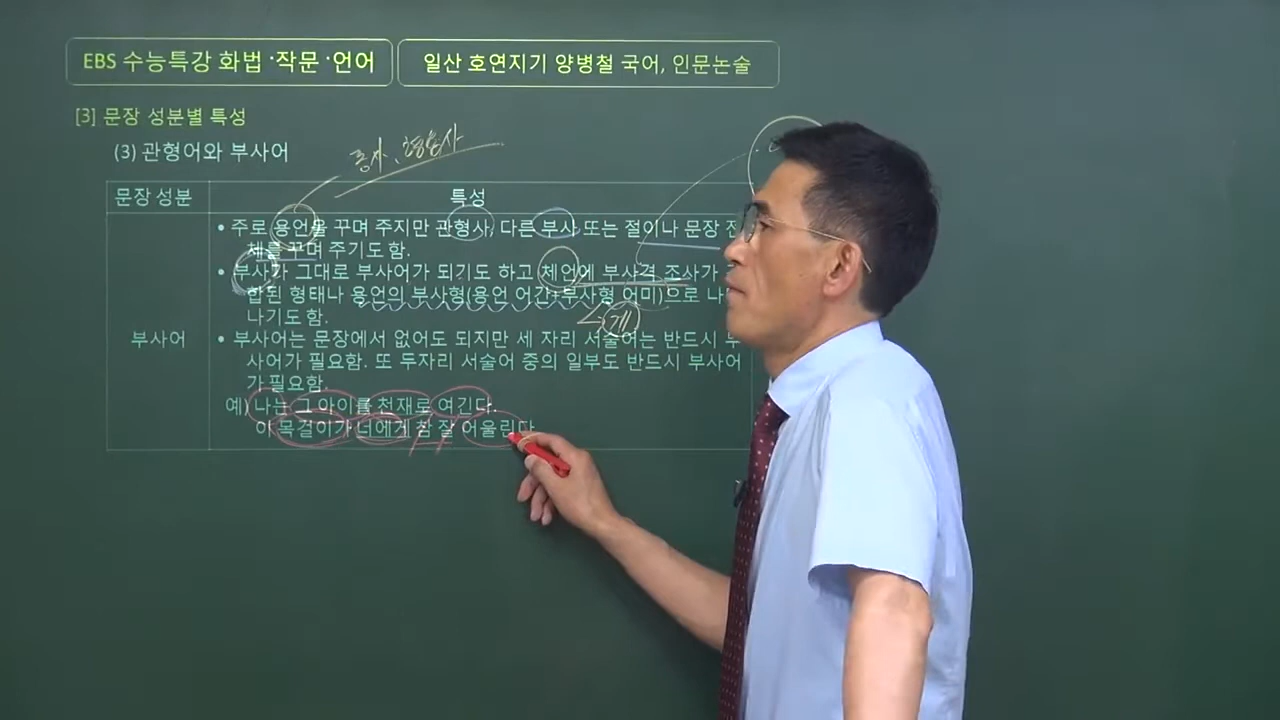 EBS 수능특강 화법 ·작문 ·언어
일산 호연지기 양병철 국어, 인문논술
[3] 문장 성분별 특성
(3) 관형어와 부사어
동사, 형용사
문장 성분
특성
부사어
• 주로 용언을 꾸며 주지만 관형사, 다른 부사 또는 절이나 문장 전
체를 꾸며 주기도 함.
• 부사가 그대로 부사어가 되기도 하고 체언에 부사격 조사가
합된 형태나 용언의 부사형(용언 어간+부사형 어미)으로
나기도 함.
게
• 부사어는 문장에서 없어도 되지만 세 자리 서술어는 반드시 부
사어가 필요함. 또 두자리 서술어 중의 일부도 반드시 부사어
가 필요함.
예) 나는 그 아이를 천재로 여긴다.
이 목걸이가 너에게 참 잘 어울린다.